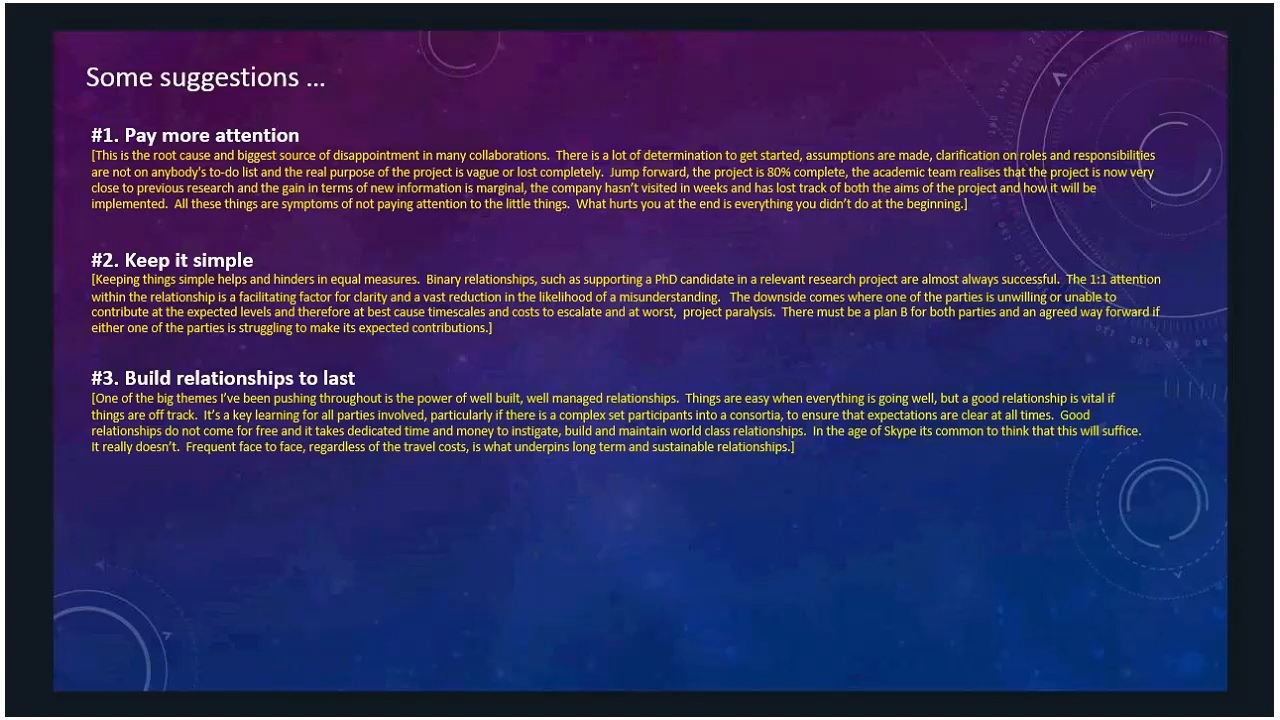 Some suggestions ...
#1. Pay more attention
[This is the root cause and biggest source of disappointment in many collaborations.  There is a lot of determination to get started, assumptions are made, clarification on roles and responsibilities
are not on anybody's to-do list and the real purpose of the project is vague or lost completely.  Jump forward, the project is 80% complete, the academic team realises that the project is now very
close to previous research and the gain in terms of new information is marginal, the company hasn't visited in weeks and has lost track of both the aims of the project and how it will be
implemented.  All these things are symptoms of not paying attention to the little things.  What hurts you at the end is everything you didn't do at the beginning.]
#2. Keep it simple
[Keeping things simple helps and hinders in equal measures.  Binary relationships, such as supporting a PhD candidate in a relevant research project are almost always successful.  The 1:1 attention
within the relationship is a facilitating factor for clarity and a vast reduction in the likelihood of a misunderstanding.   The downside comes where one of the parties is unwilling or unable to
contribute at the expected levels and therefore at best cause timescales and costs to escalate and at worst,  project paralysis.  There must be a plan B for both parties and an agreed way forward if
either one of the parties is struggling to make its expected contributions.]
#3. Build relationships to last
[One of the big themes I've been pushing throughout is the power of well built, well managed relationships.  Things are easy when everything is going well, but a good relationship is vital if
things are off track.  It's a key learning for all parties involved, particularly if there is a complex set participants into a consortia, to ensure that expectations are clear at all times.  Good
relationships do not come for free and it takes dedicated time and money to instigate, build and maintain world class relationships.  In the age of Skype its common to think that this will suffice.
It really doesn't.  Frequent face to face, regardless of the travel costs, is what underpins long term and sustainable relationships.]